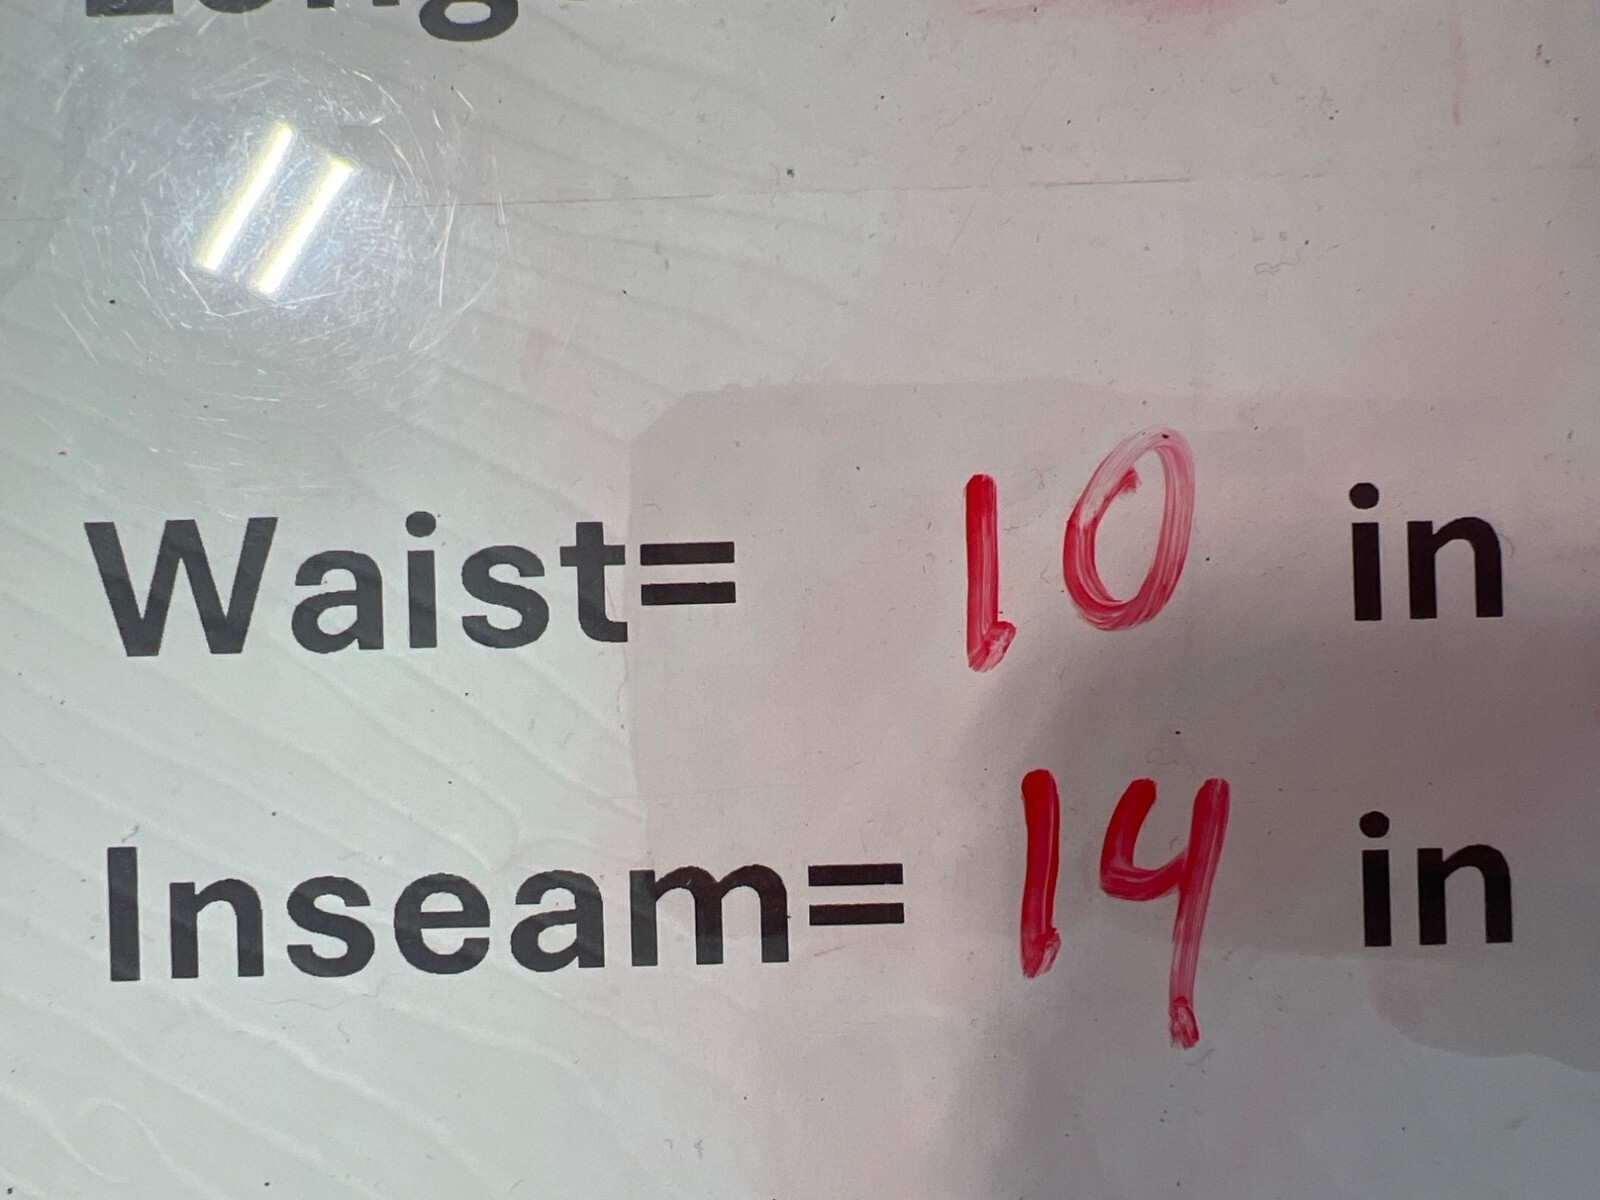 Waist= 10 in
Inseam= 14 in